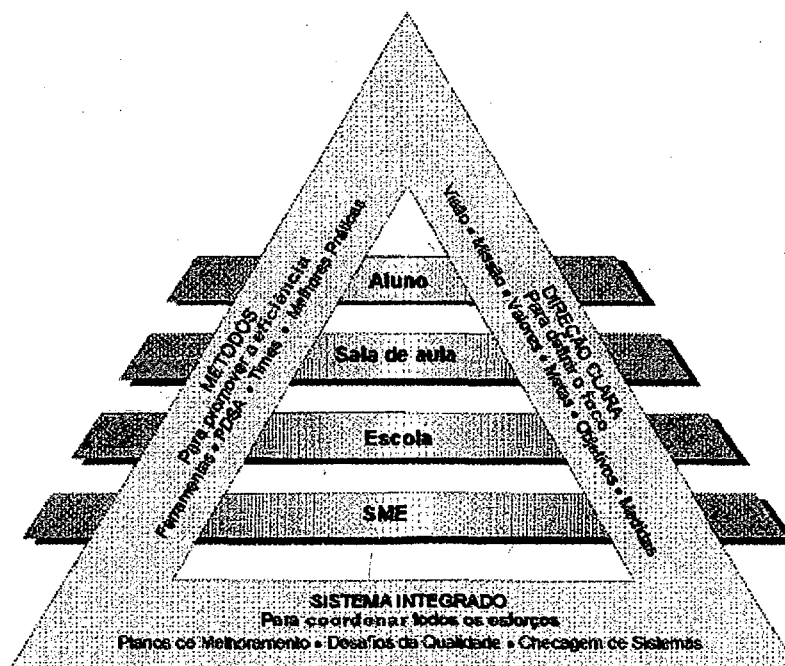 MÉTODOS
Para promover a eficiência
Ferramentas • PDSA • Times • Melhores Práticas
DIREÇÃO CLARA
Para definir o foco
Visão • Missão • Valores • Metas • Objetivos • Medidas
Aluno
Sala de aula
Escola
SME
SISTEMA INTEGRADO
Para coordenar todos os esforços
Planos de Melhoramento • Desafios da Qualidade • Checagem de Sistemas